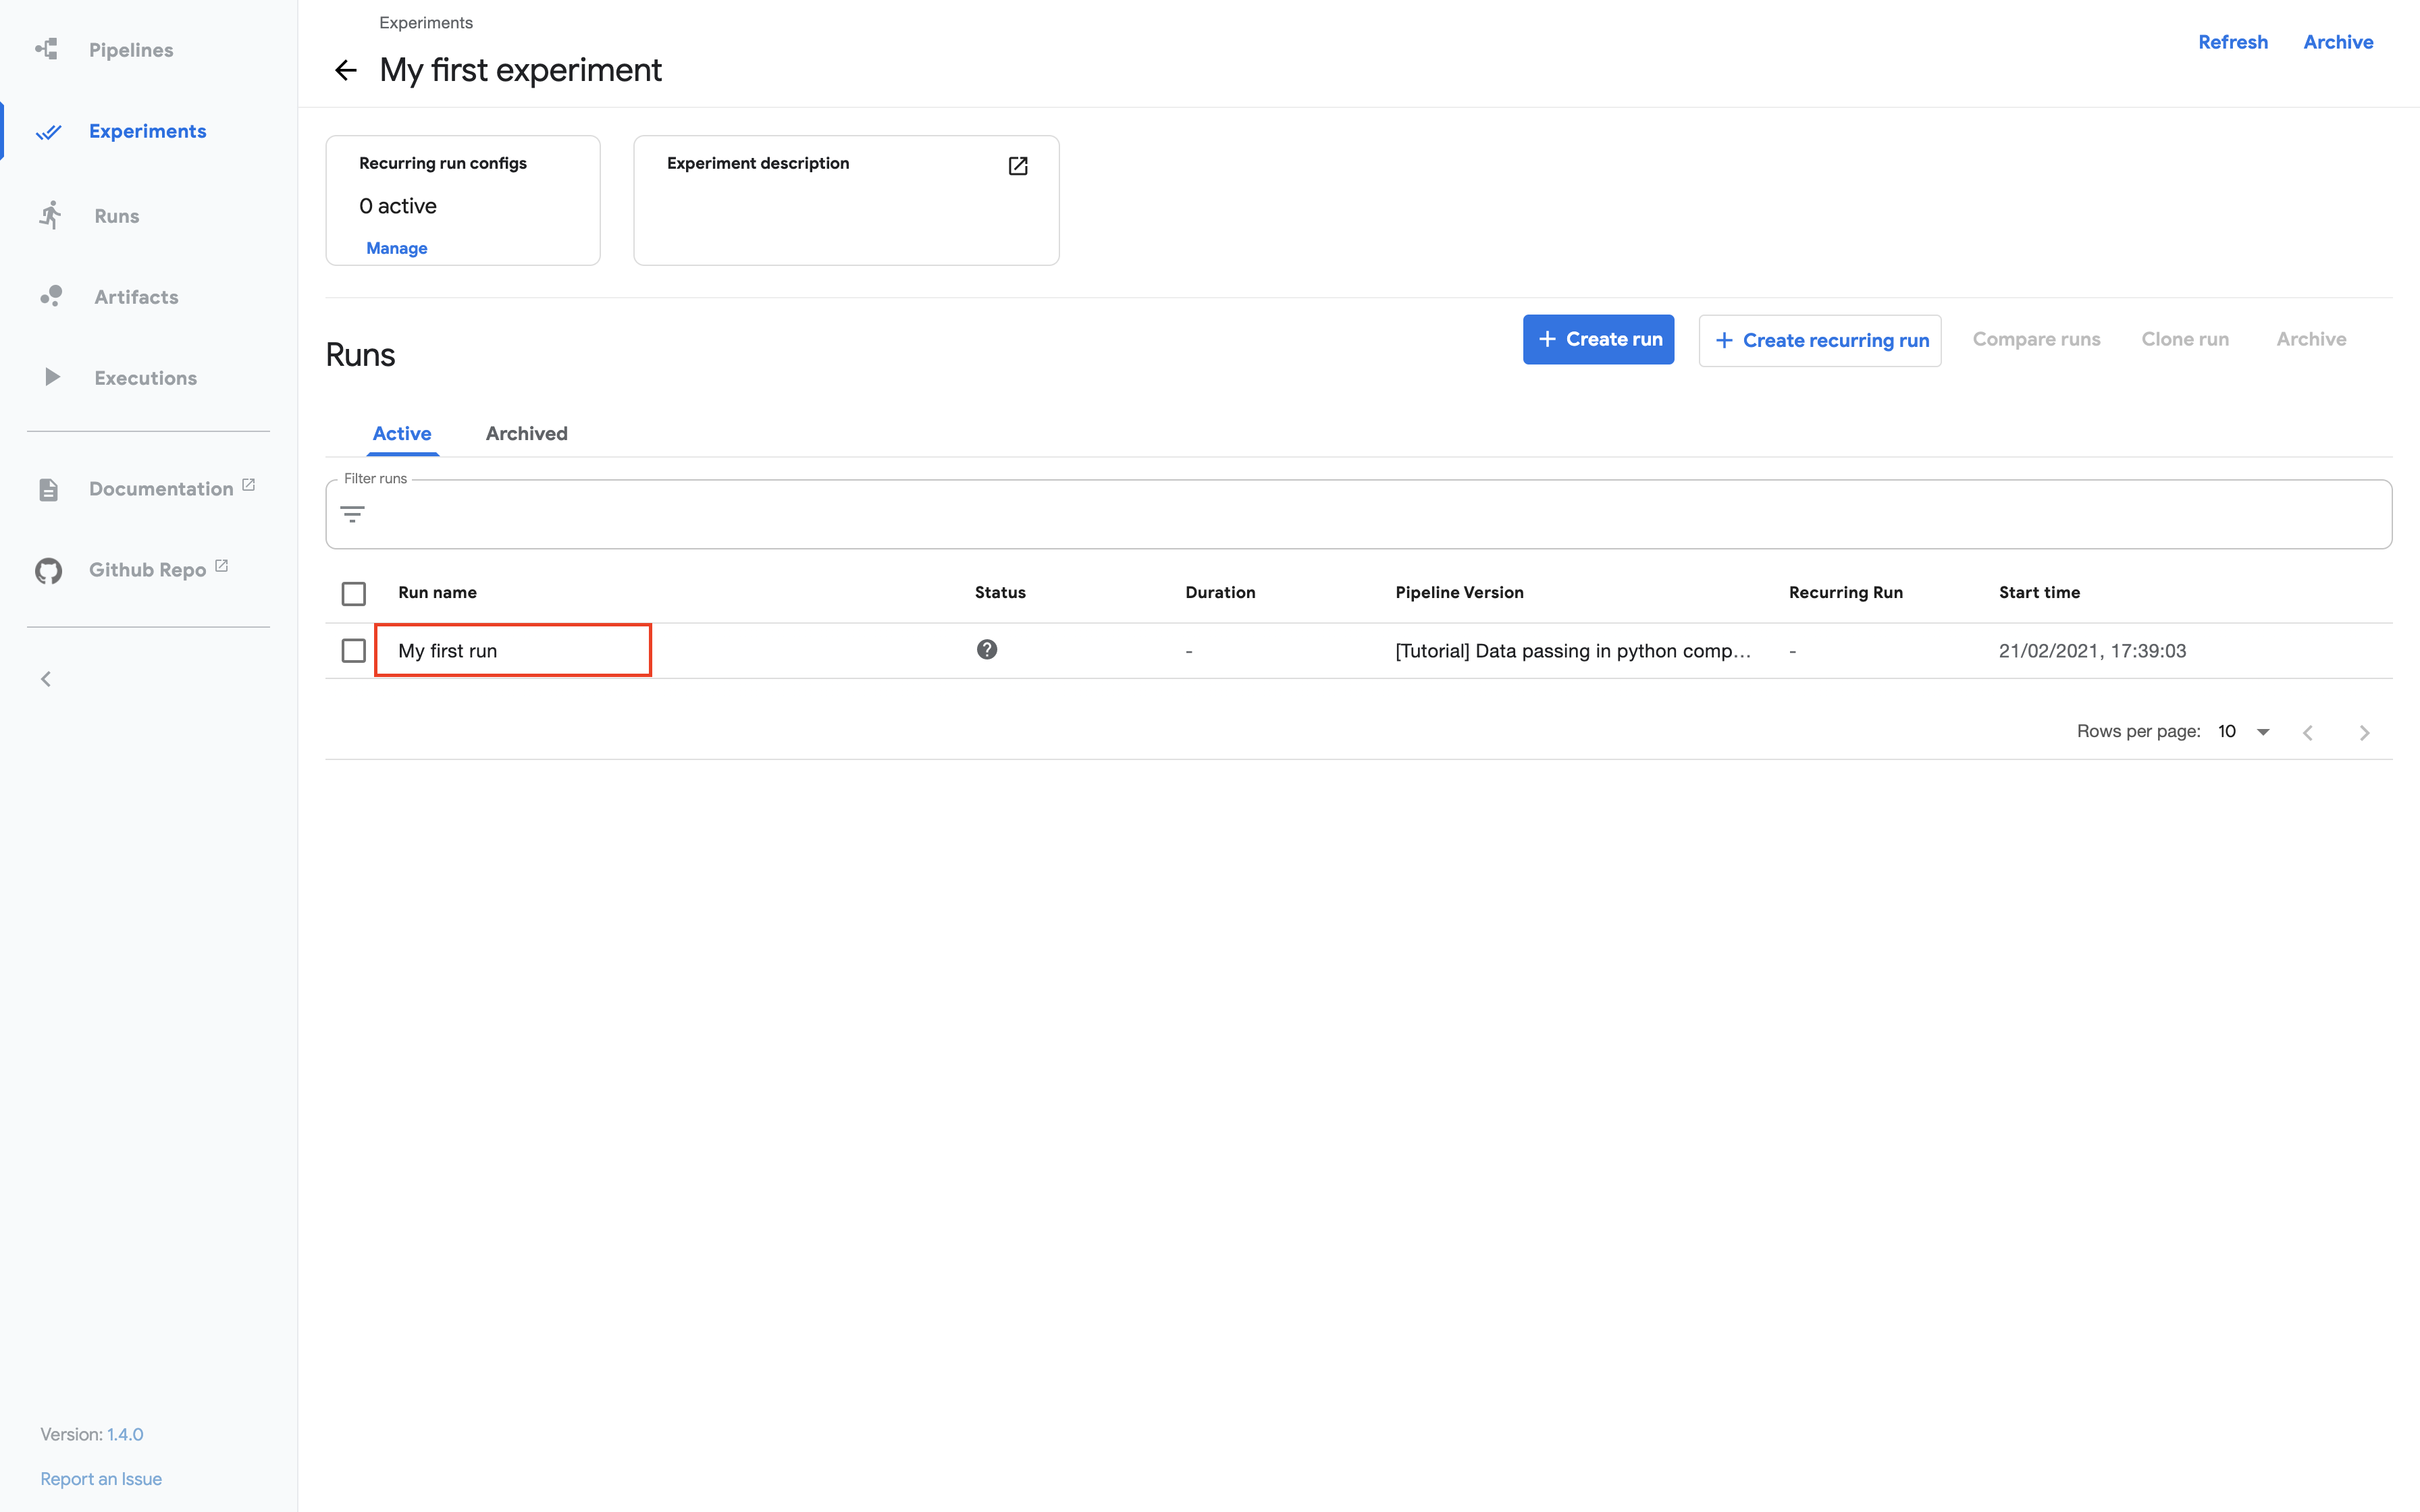 Pipelines
Experiments
Runs
Artifacts
Executions
Documentation
Github Repo
Version: 1.4.0
Report an Issue
Experiments
My first experiment
Refresh
Archive
Recurring run configs
0 active
Manage
Experiment description
Runs
+ Create run
+ Create recurring run
Compare runs
Clone run
Archive
Active
Archived
Filter runs
Run name Status Duration Pipeline Version Recurring Run Start time
My first run ? - [Tutorial] Data passing in python comp... - 21/02/2021, 17:39:03
Rows per page: 10